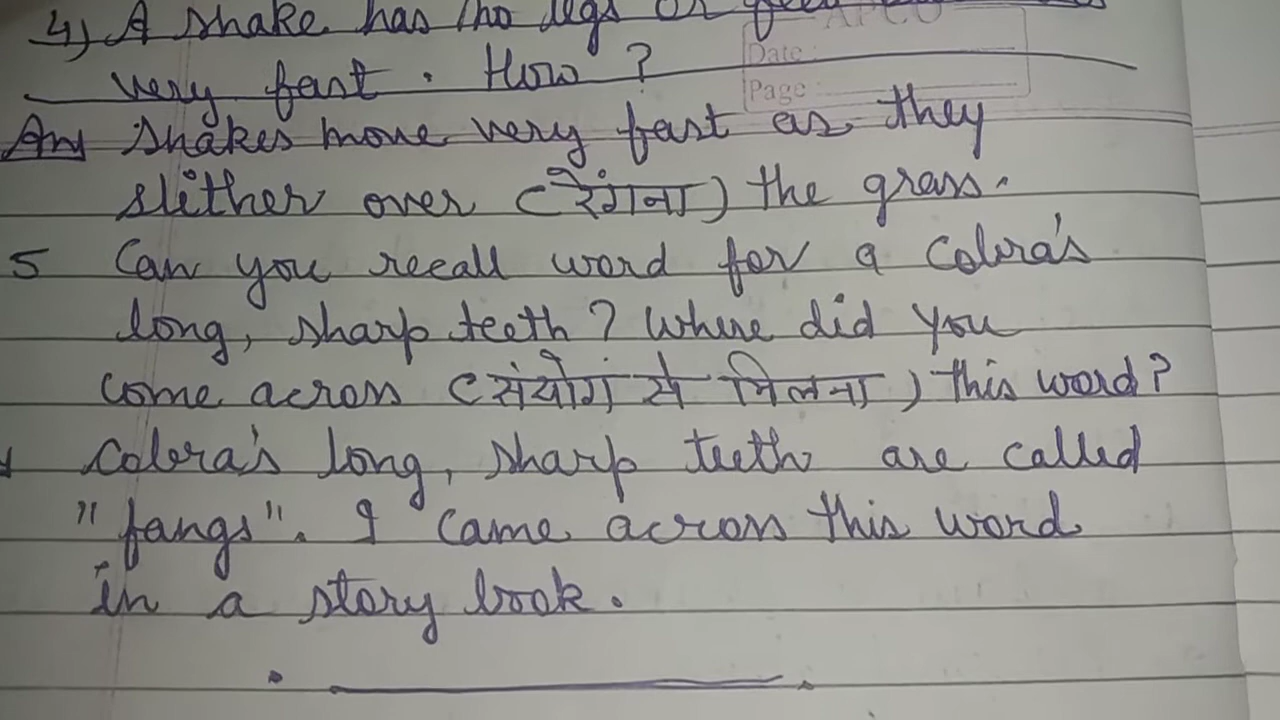 4) A snake has no legs or
very fast. How?
Date
Page
Ans Snakes move very fast as they
slither over (रेंगना) the grass.
5 Can you recall word for a Cobra's
long, sharp teeth? Where did you
come across (संयोग से मिलना) this word?
Cobra's long, sharp teeth are called
"fangs". I came across this word
in a story book.